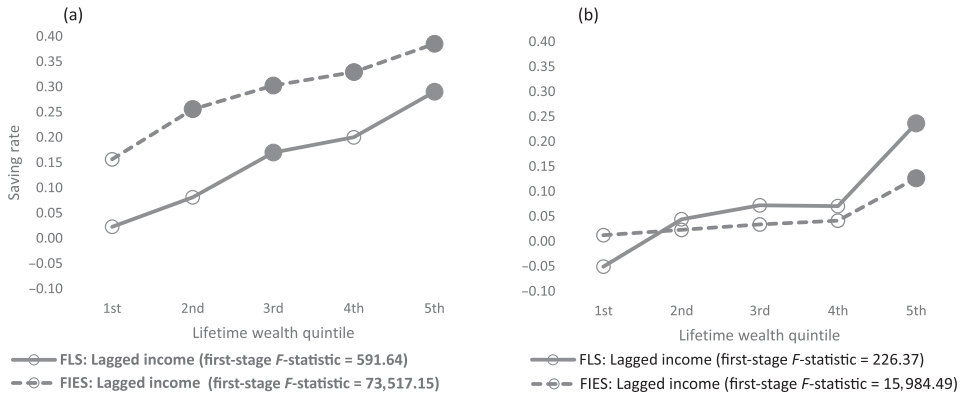 (a)
Saving rate
0.40
0.35
0.30
0.25
0.20
0.15
0.10
0.05
0.00
−0.05
−0.10
1st 2nd 3rd 4th 5th
Lifetime wealth quintile
FLS: Lagged income (first-stage F-statistic = 591.64)
FIES: Lagged income (first-stage F-statistic = 73,517.15)
(b)
0.40
0.35
0.30
0.25
0.20
0.15
0.10
0.05
0.00
−0.05
−0.10
1st 2nd 3rd 4th 5th
Lifetime wealth quintile
FLS: Lagged income (first-stage F-statistic = 226.37)
FIES: Lagged income (first-stage F-statistic = 15,984.49)